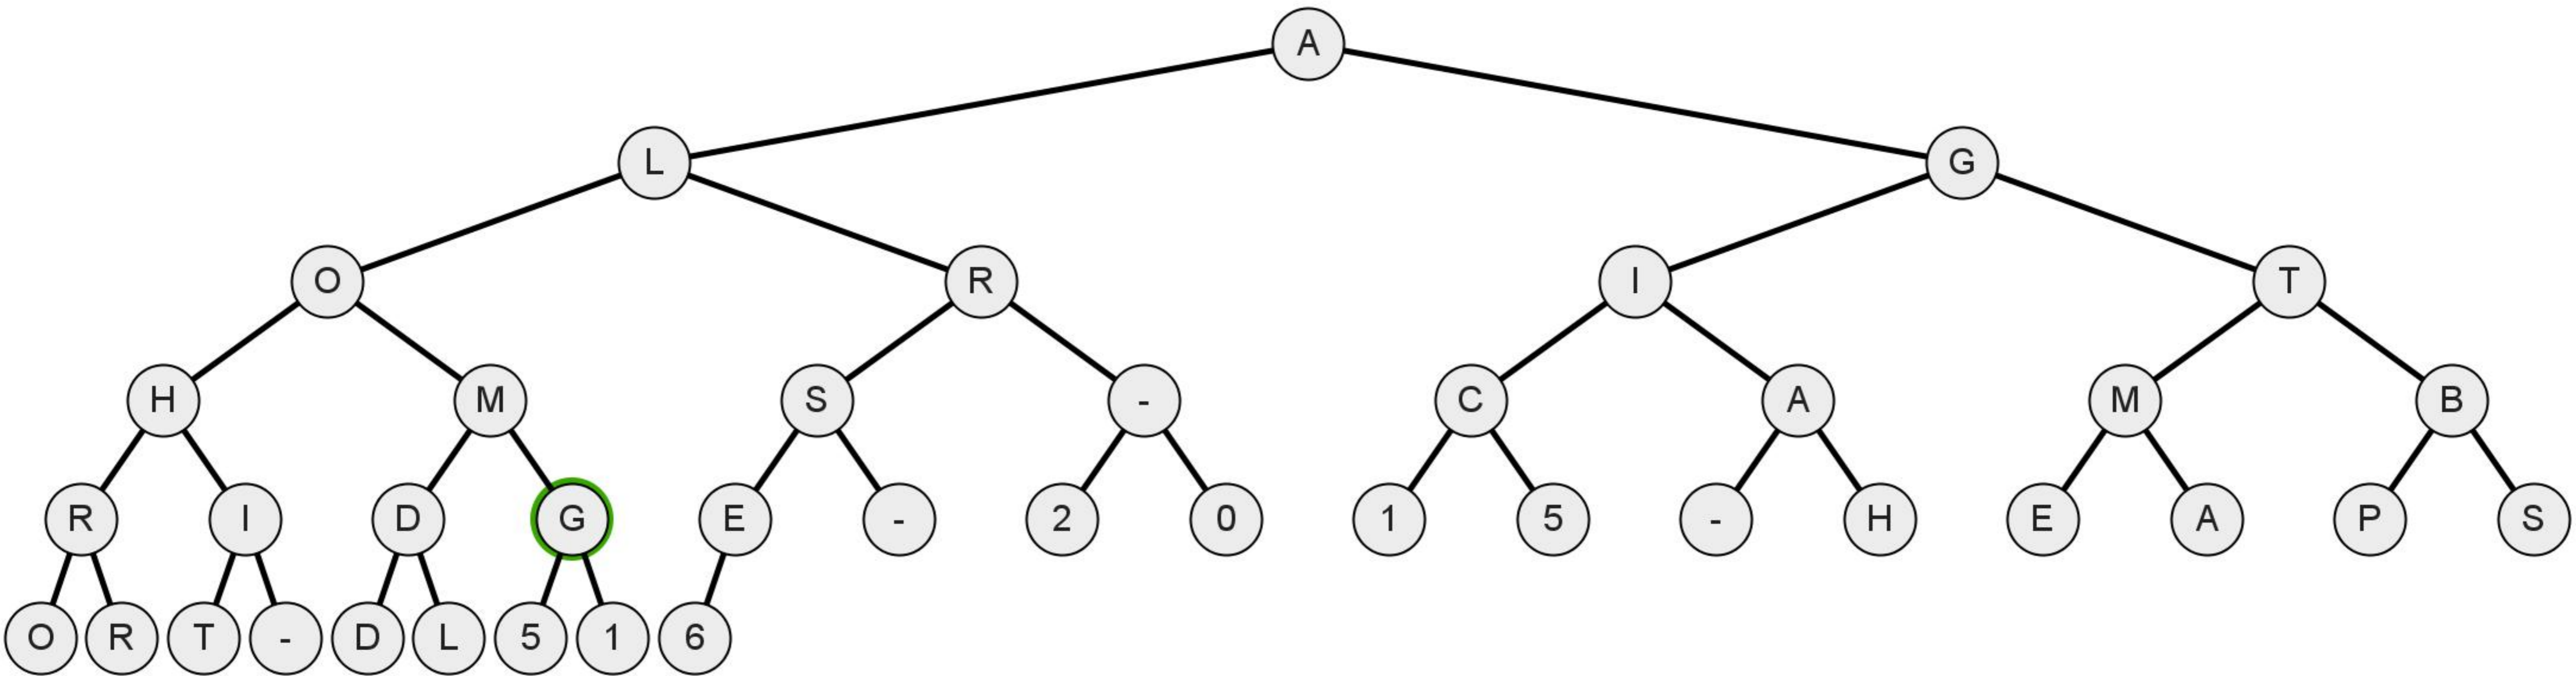 A
L G
O R I T
H M S - C A M B
R I D G E - 2 0 1 5 - H E A P S
O R T - D L 5 1 6